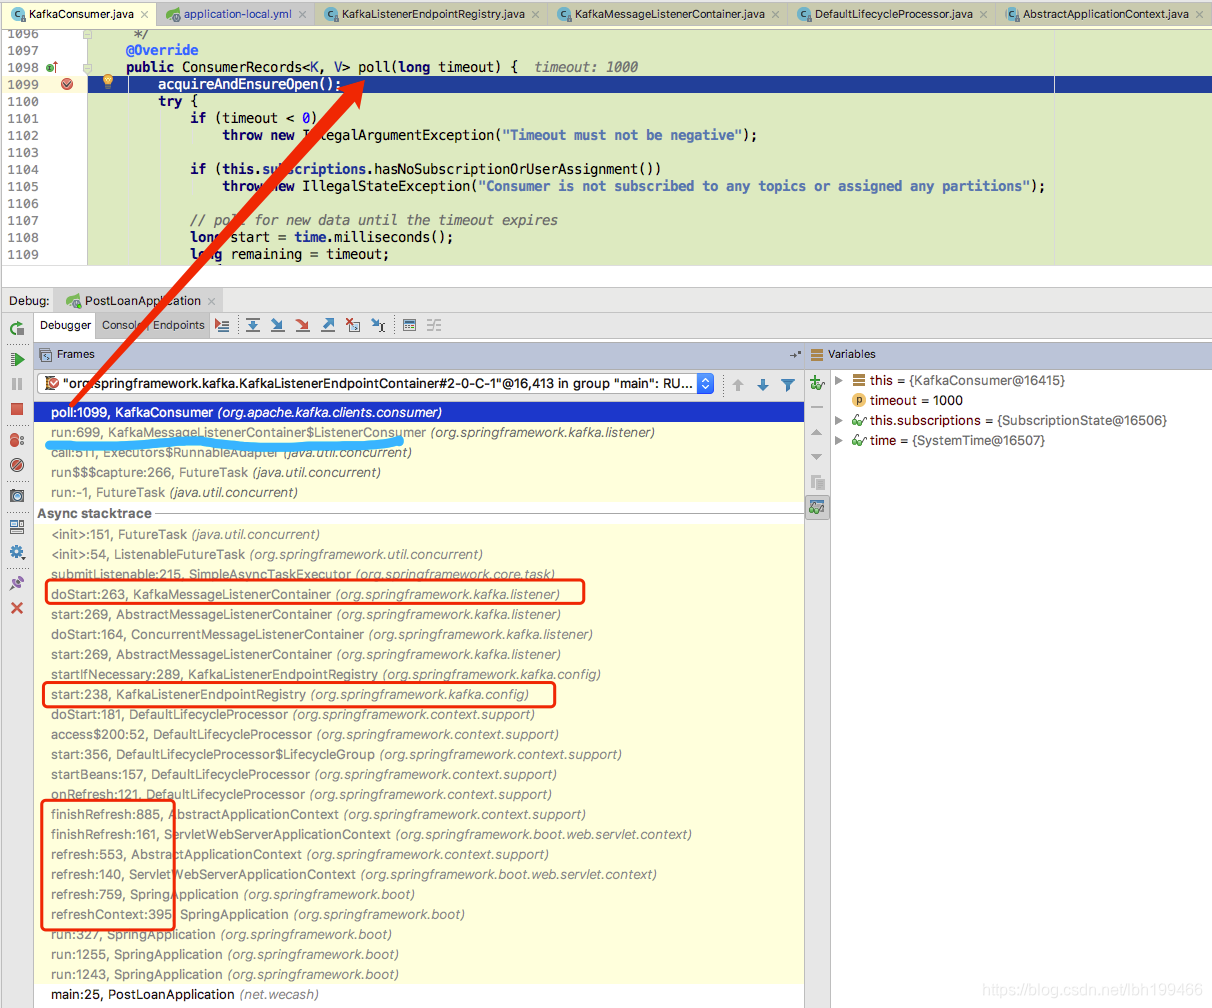 KafkaConsumer.java × application-local.yml × KafkaListenerEndpointRegistry.java × KafkaMessageListenerContainer.java × DefaultLifecycleProcessor.java × AbstractApplicationContext.java ×
1096 */
1097 @Override
1098 public ConsumerRecords<K, V> poll(long timeout) { timeout: 1000
1099 acquireAndEnsureOpen();
1100 try {
1101 if (timeout < 0)
1102 throw new IllegalArgumentException("Timeout must not be negative");
1103
1104 if (this.subscriptions.hasNoSubscriptionOrUserAssignment())
1105 throw new IllegalStateException("Consumer is not subscribed to any topics or assigned any partitions");
1106
1107 // poll for new data until the timeout expires
1108 long start = time.milliseconds();
1109 long remaining = timeout;
Debug: PostLoanApplication ×
Debugger Console Endpoints
Frames
Variables
"org.springframework.kafka.KafkaListenerEndpointContainer#2-0-C-1"@16,413 in group "main": RU...
poll:1099, KafkaConsumer (org.apache.kafka.clients.consumer)
run:699, KafkaMessageListenerContainer$ListenerConsumer (org.springframework.kafka.listener)
call:511, Executors$RunnableAdapter (java.util.concurrent)
run$$$capture:266, FutureTask (java.util.concurrent)
run:-1, FutureTask (java.util.concurrent)
Async stacktrace
<init>:151, FutureTask (java.util.concurrent)
<init>:54, ListenableFutureTask (org.springframework.util.concurrent)
submitListenable:215, SimpleAsyncTaskExecutor (org.springframework.core.task)
doStart:263, KafkaMessageListenerContainer (org.springframework.kafka.listener)
start:269, AbstractMessageListenerContainer (org.springframework.kafka.listener)
doStart:164, ConcurrentMessageListenerContainer (org.springframework.kafka.listener)
start:269, AbstractMessageListenerContainer (org.springframework.kafka.listener)
startIfNecessary:289, KafkaListenerEndpointRegistry (org.springframework.kafka.config)
start:238, KafkaListenerEndpointRegistry (org.springframework.kafka.config)
doStart:181, DefaultLifecycleProcessor (org.springframework.context.support)
access$200:52, DefaultLifecycleProcessor (org.springframework.context.support)
start:356, DefaultLifecycleProcessor$LifecycleGroup (org.springframework.context.support)
startBeans:157, DefaultLifecycleProcessor (org.springframework.context.support)
onRefresh:121, DefaultLifecycleProcessor (org.springframework.context.support)
finishRefresh:885, AbstractApplicationContext (org.springframework.context.support)
finishRefresh:161, ServletWebServerApplicationContext (org.springframework.boot.web.servlet.context)
refresh:553, AbstractApplicationContext (org.springframework.context.support)
refresh:140, ServletWebServerApplicationContext (org.springframework.boot.web.servlet.context)
refresh:759, SpringApplication (org.springframework.boot)
refreshContext:395, SpringApplication (org.springframework.boot)
run:327, SpringApplication (org.springframework.boot)
run:1255, SpringApplication (org.springframework.boot)
run:1243, SpringApplication (org.springframework.boot)
main:25, PostLoanApplication (net.wecash)
this = {KafkaConsumer@16415}
timeout = 1000
this.subscriptions = {SubscriptionState@16506}
time = {SystemTime@16507}
https://blog.csdn.net/lbh199466